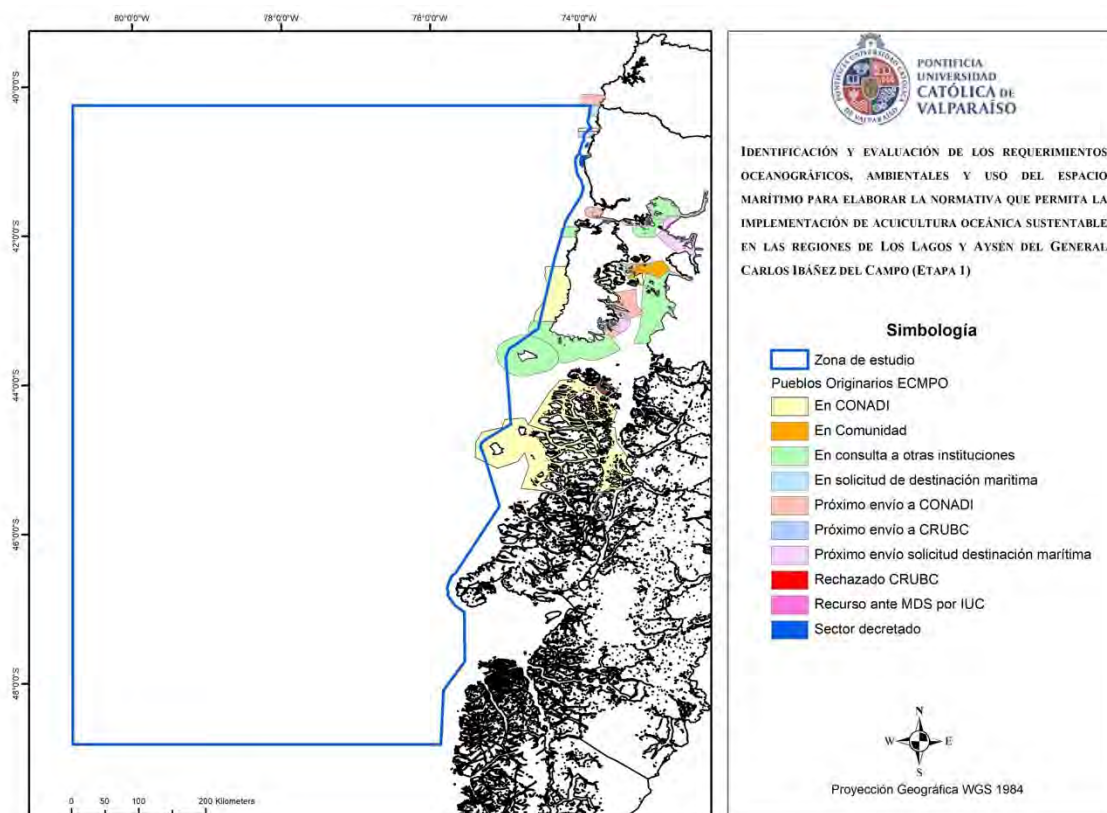 80°0'0"W 78°0'0"W 76°0'0"W 74°0'0"W
40°0'0"S
42°0'0"S
44°0'0"S
46°0'0"S
48°0'0"S
0 50 100 200 Kilometers
PONTIFICIA UNIVERSIDAD CATÓLICA DE VALPARAÍSO
PONTIFICIA
UNIVERSIDAD
CATÓLICA DE
VALPARAÍSO
IDENTIFICACIÓN Y EVALUACIÓN DE LOS REQUERIMIENTOS
OCEANOGRÁFICOS, AMBIENTALES Y USO DEL ESPACIO
MARÍTIMO PARA ELABORAR LA NORMATIVA QUE PERMITA LA
IMPLEMENTACIÓN DE ACUICULTURA OCEÁNICA SUSTENTABLE
EN LAS REGIONES DE LOS LAGOS Y AYSÉN DEL GENERAL
CARLOS IBÁÑEZ DEL CAMPO (ETAPA 1)
Simbología
Zona de estudio
Pueblos Originarios ECMPO
En CONADI
En Comunidad
En consulta a otras instituciones
En solicitud de destinación maritima
Próximo envío a CONADI
Próximo envío a CRUBC
Próximo envío solicitud destinación marítima
Rechazado CRUBC
Recurso ante MDS por IUC
Sector decretado
N
W E
S
Proyección Geográfica WGS 1984